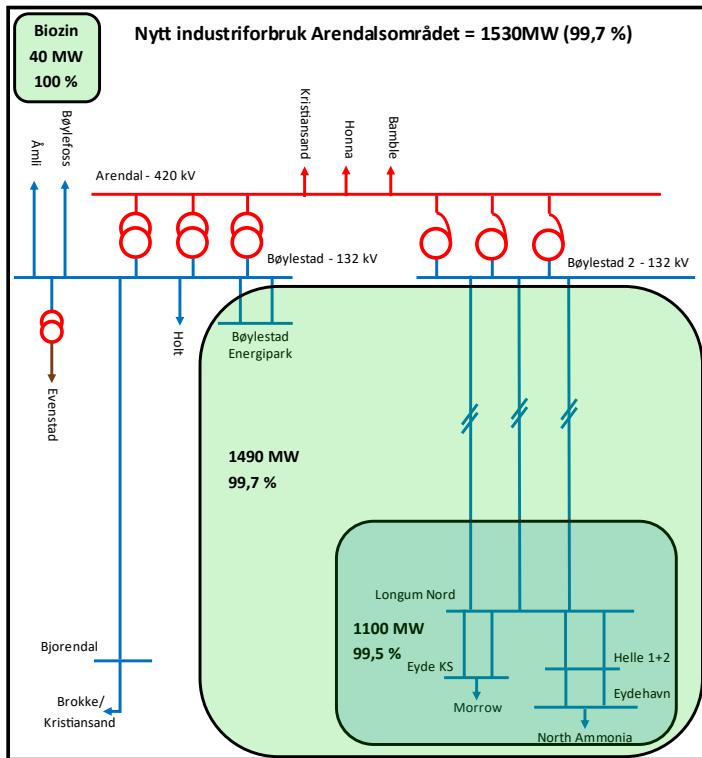 Biozin
40 MW
100 %
Nytt industriforbruk Arendalsområdet = 1530MW (99,7 %)
Åmli
Bøylefoss
Kristiansand
Honna
Bamble
Arendal - 420 kV
Bøylestad - 132 kV
Bøylestad 2 - 132 kV
Evenstad
Holt
Bøylestad
Energipark
1490 MW
99,7 %
Longum Nord
1100 MW
99,5 %
Eyde KS
Morrow
Helle 1+2
Eydehavn
North Ammonia
Bjorendal
Brokke/
Kristiansand